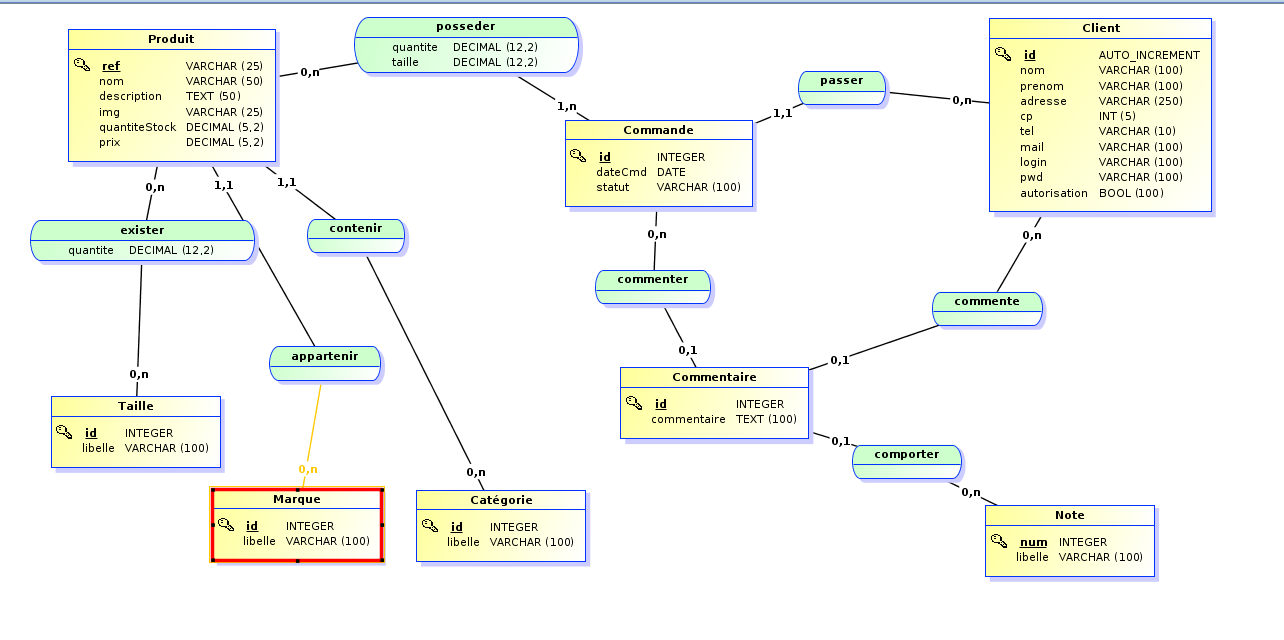 Produit
ref VARCHAR (25)
nom VARCHAR (50)
description TEXT (50)
img VARCHAR (25)
quantiteStock DECIMAL (5,2)
prix DECIMAL (5,2)
posseder
quantite DECIMAL (12,2)
taille DECIMAL (12,2)
0,n
1,n
Commande
id INTEGER
dateCmd DATE
statut VARCHAR (100)
passer
1,1
0,n
Client
id AUTO_INCREMENT
nom VARCHAR (100)
prenom VARCHAR (100)
adresse VARCHAR (250)
cp INT (5)
tel VARCHAR (10)
mail VARCHAR (100)
login VARCHAR (100)
pwd VARCHAR (100)
autorisation BOOL (100)
0,n
1,1
1,1
exister
quantite DECIMAL (12,2)
contenir
0,n
commenter
0,n
commente
appartenir
0,n
0,1
0,1
Taille
id INTEGER
libelle VARCHAR (100)
Commentaire
id INTEGER
commentaire TEXT (100)
0,n
0,n
0,1
comporter
0,n
Marque
id INTEGER
libelle VARCHAR (100)
Catégorie
id INTEGER
libelle VARCHAR (100)
Note
num INTEGER
libelle VARCHAR (100)